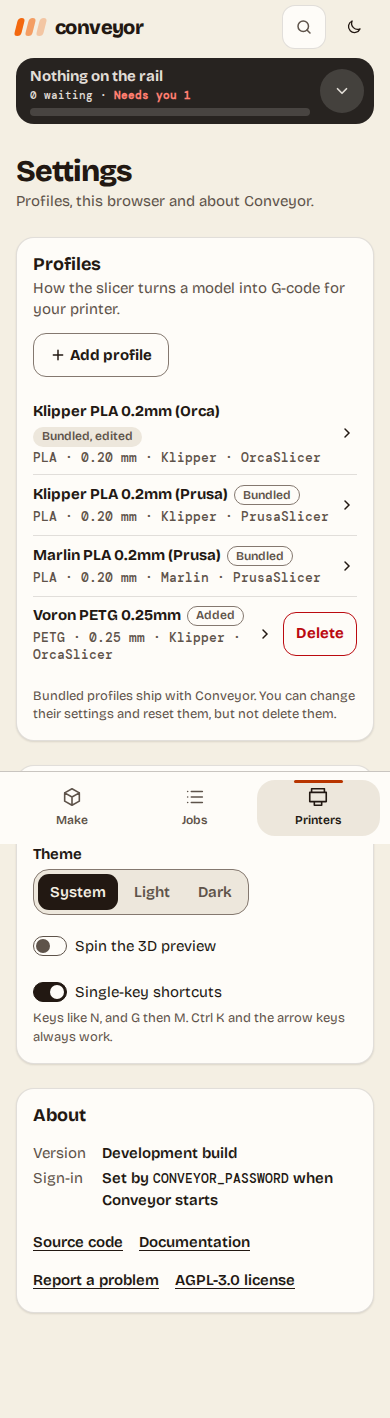 conveyor
Nothing on the rail
0 waiting · Needs you 1
Settings
Profiles, this browser and about Conveyor.
Profiles
How the slicer turns a model into G-code for
your printer.
+ Add profile
Klipper PLA 0.2mm (Orca)
Bundled, edited
PLA · 0.20 mm · Klipper · OrcaSlicer
Klipper PLA 0.2mm (Prusa) Bundled
PLA · 0.20 mm · Klipper · PrusaSlicer
Marlin PLA 0.2mm (Prusa) Bundled
PLA · 0.20 mm · Marlin · PrusaSlicer
Voron PETG 0.25mm Added
PETG · 0.25 mm · Klipper ·
OrcaSlicer
Delete
Bundled profiles ship with Conveyor. You can change
their settings and reset them, but not delete them.
Make Jobs Printers
Theme
System Light Dark
Spin the 3D preview
Single-key shortcuts
Keys like N, and G then M. Ctrl K and the arrow keys
always work.
About
Version Development build
Sign-in Set by CONVEYOR_PASSWORD when
Conveyor starts
Source code Documentation
Report a problem AGPL-3.0 license